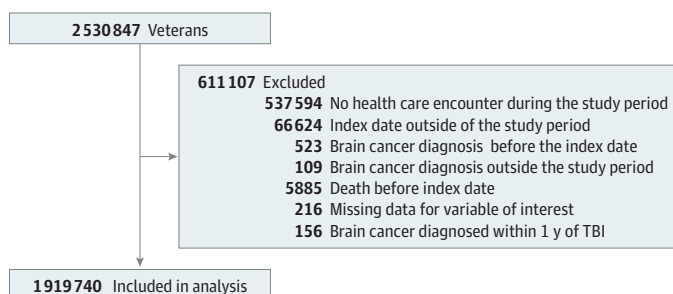 2530847 Veterans
611107 Excluded
537594 No health care encounter during the study period
66624 Index date outside of the study period
523 Brain cancer diagnosis before the index date
109 Brain cancer diagnosis outside the study period
5885 Death before index date
216 Missing data for variable of interest
156 Brain cancer diagnosed within 1 y of TBI
1919740 Included in analysis